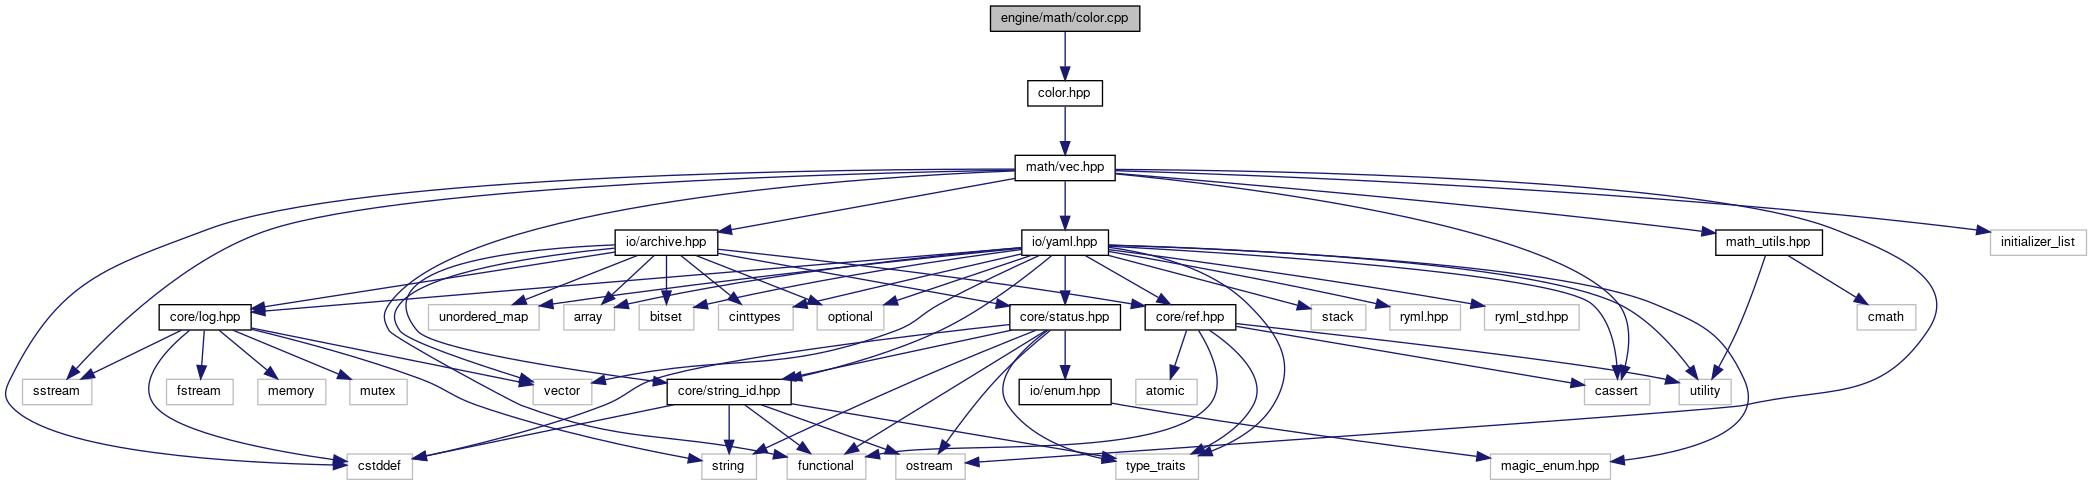 engine/math/color.cpp
color.hpp
math/vec.hpp
io/archive.hpp
io/yaml.hpp
math_utils.hpp
initializer_list
core/log.hpp
unordered_map
array
bitset
cinttypes
optional
core/status.hpp
core/ref.hpp
stack
ryml.hpp
ryml_std.hpp
cmath
sstream
fstream
memory
mutex
vector
core/string_id.hpp
io/enum.hpp
atomic
cassert
utility
cstddef
string
functional
ostream
type_traits
magic_enum.hpp